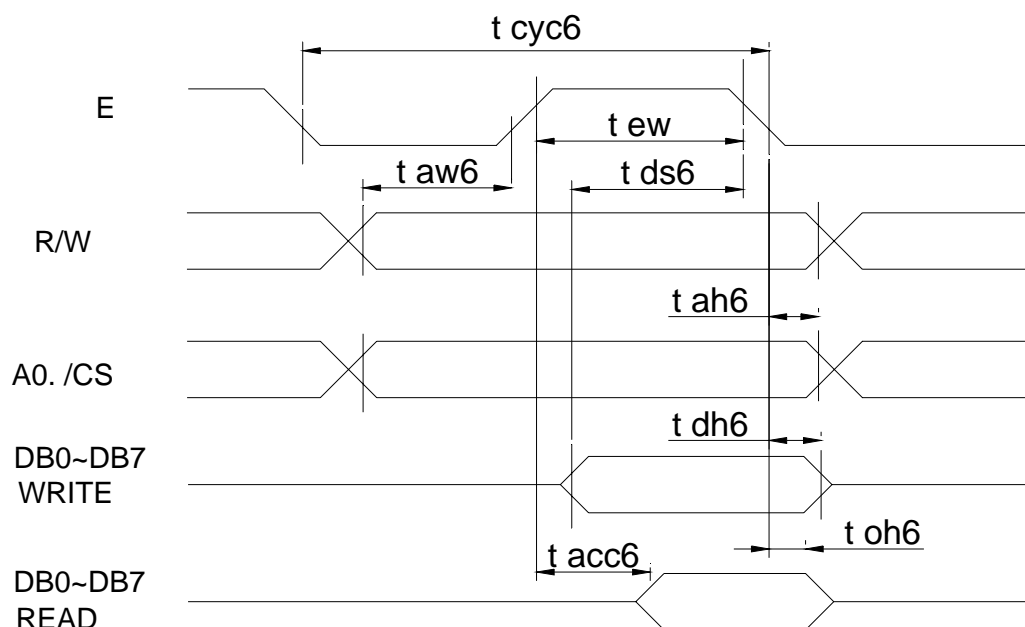 t cyc6
E
t ew
t aw6
t ds6
R/W
t ah6
A0. /CS
t dh6
DB0~DB7
WRITE
t oh6
t acc6
DB0~DB7
READ